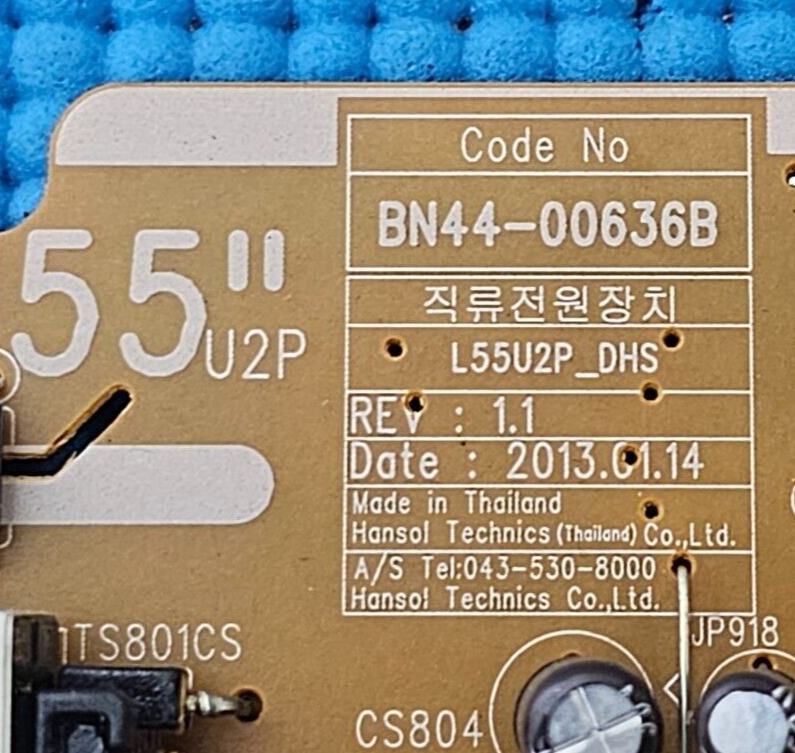 Code No
BN44-00636B
55"
U2P
직류전원장치
L55U2P_DHS
REV : 1.1
Date : 2013.01.14
Made in Thailand
Hansol Technics (Thailand) Co.,Ltd.
A/S Tel:043-530-8000
Hansol Technics Co.,Ltd.
TS801CS
JP918
CS804